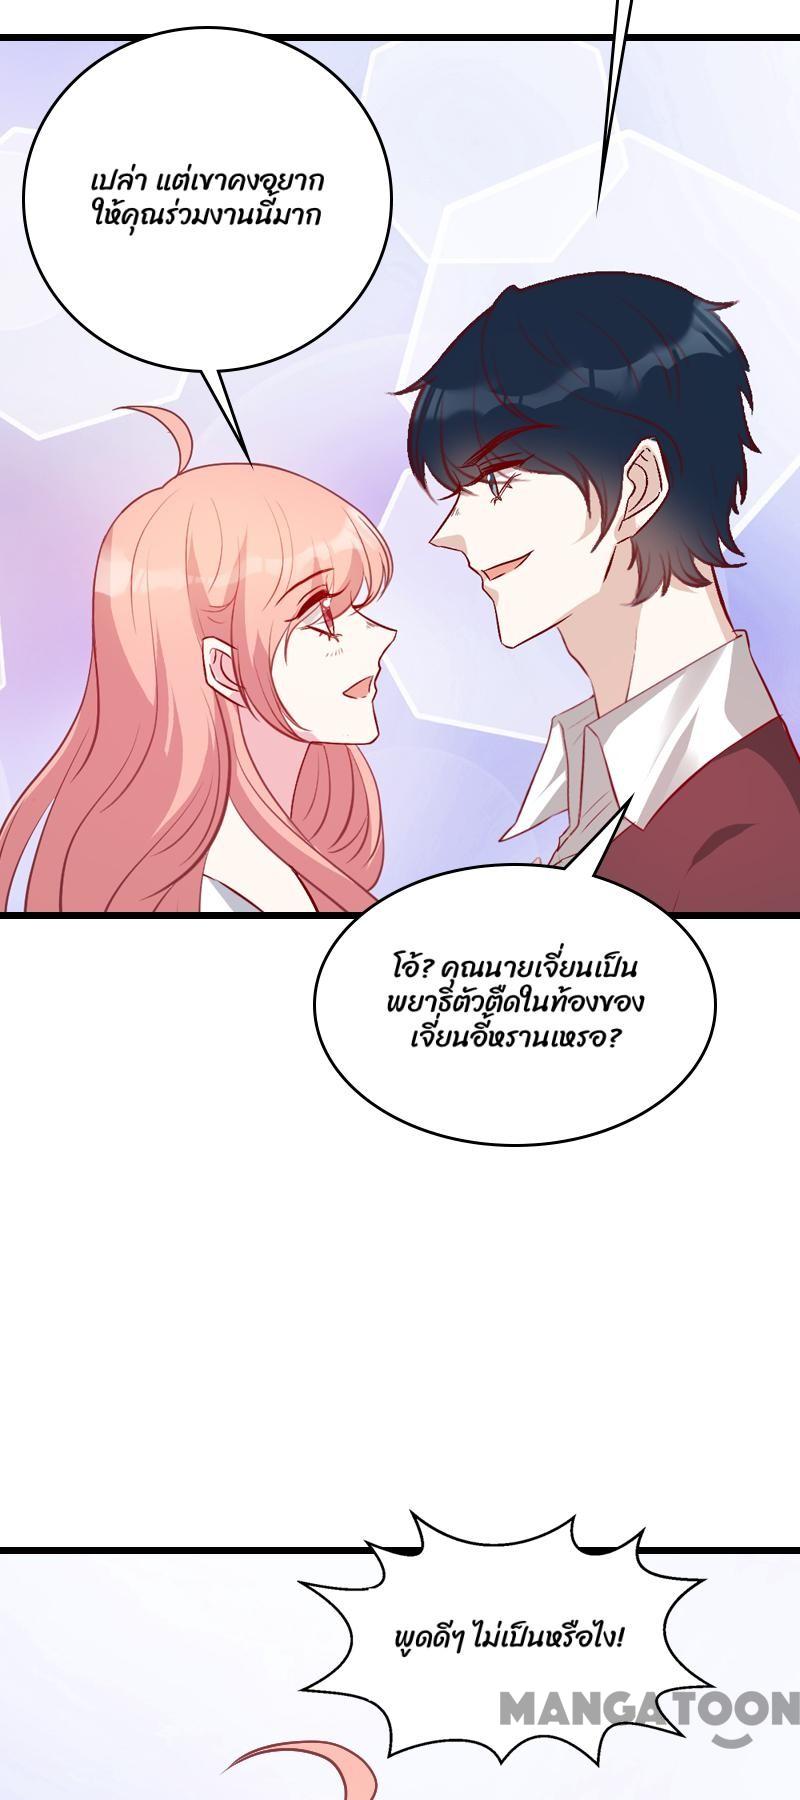 เปล่า แต่เขาคงอยาก
ให้คุณร่วมงานนี้มาก
โอ้? คุณนายเจี่ยนเป็น
พยาธิตัวตืดในท้องของ
เจี่ยนอี้หรานเหรอ?
พูดดีๆ ไม่เป็นหรือไง!
MANGATOON